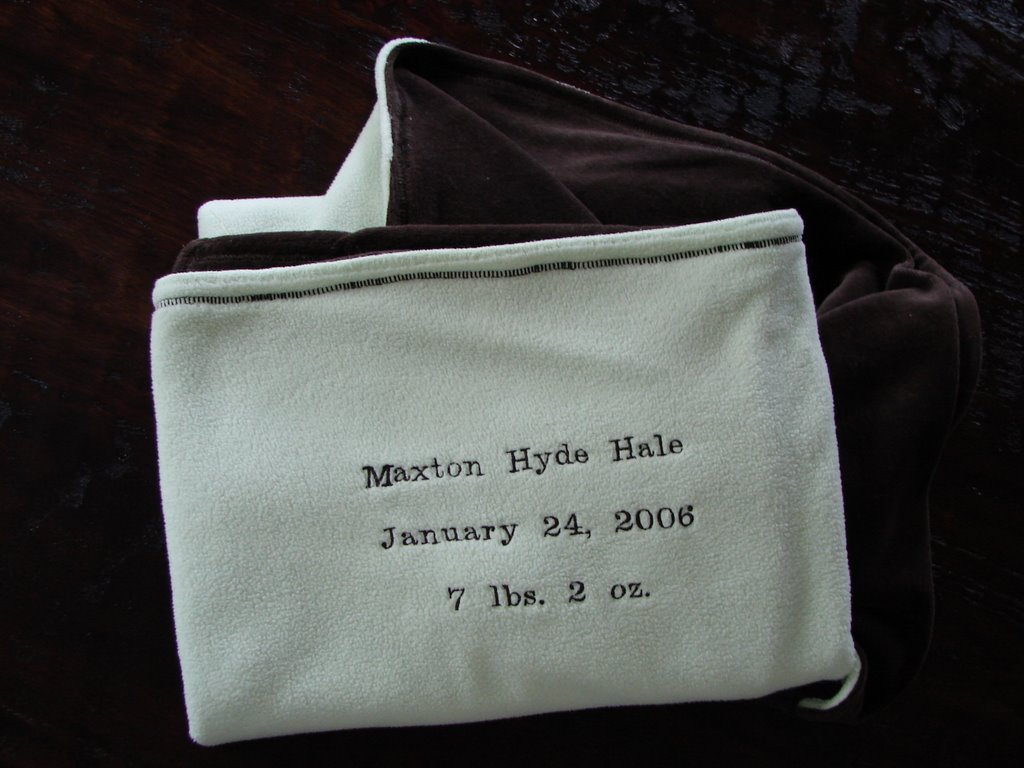 Maxton Hyde Hale
January 24, 2006
7 lbs. 2 oz.